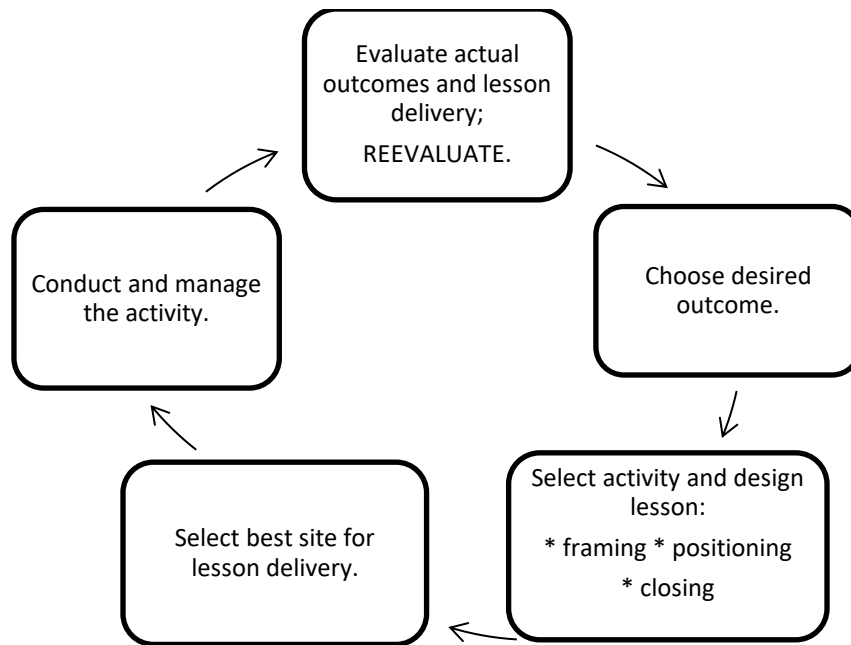 Evaluate actual
outcomes and lesson
delivery;
REEVALUATE.
Choose desired
outcome.
Select activity and design
lesson:
* framing * positioning
* closing
Select best site for
lesson delivery.
Conduct and manage
the activity.